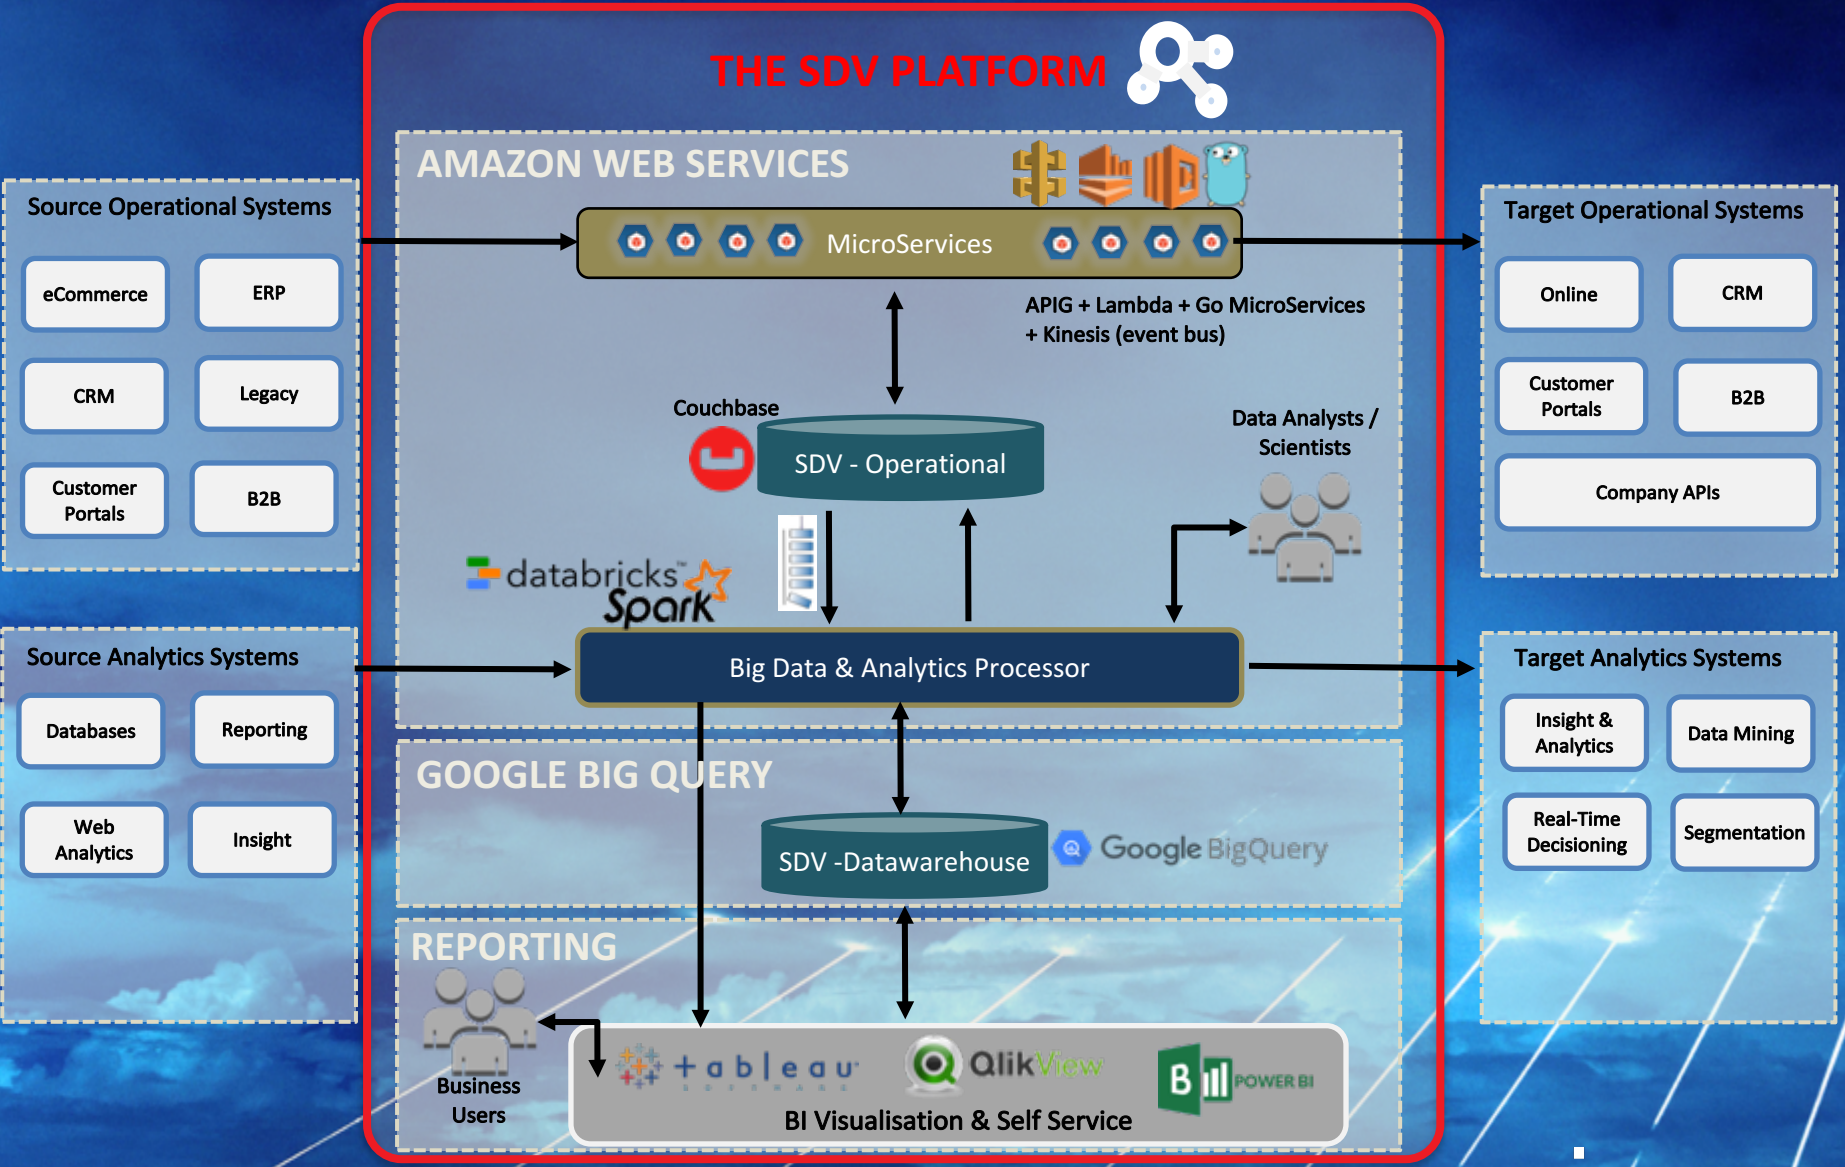 THE SDV PLATFORM
AMAZON WEB SERVICES
Source Operational Systems
eCommerce
ERP
CRM
Legacy
Customer
Portals
B2B
MicroServices
APIG + Lambda + Go MicroServices
+ Kinesis (event bus)
Target Operational Systems
Online
CRM
Customer
Portals
B2B
Company APIs
Couchbase
SDV - Operational
Data Analysts /
Scientists
databricks™
Spark
Source Analytics Systems
Databases
Reporting
Web
Analytics
Insight
Big Data & Analytics Processor
Target Analytics Systems
Insight &
Analytics
Data Mining
Real-Time
Decisioning
Segmentation
GOOGLE BIG QUERY
SDV -Datawarehouse
Google BigQuery
REPORTING
Business
Users
+ableau
SOFTWARE
QlikView
B
POWER BI
BI Visualisation & Self Service